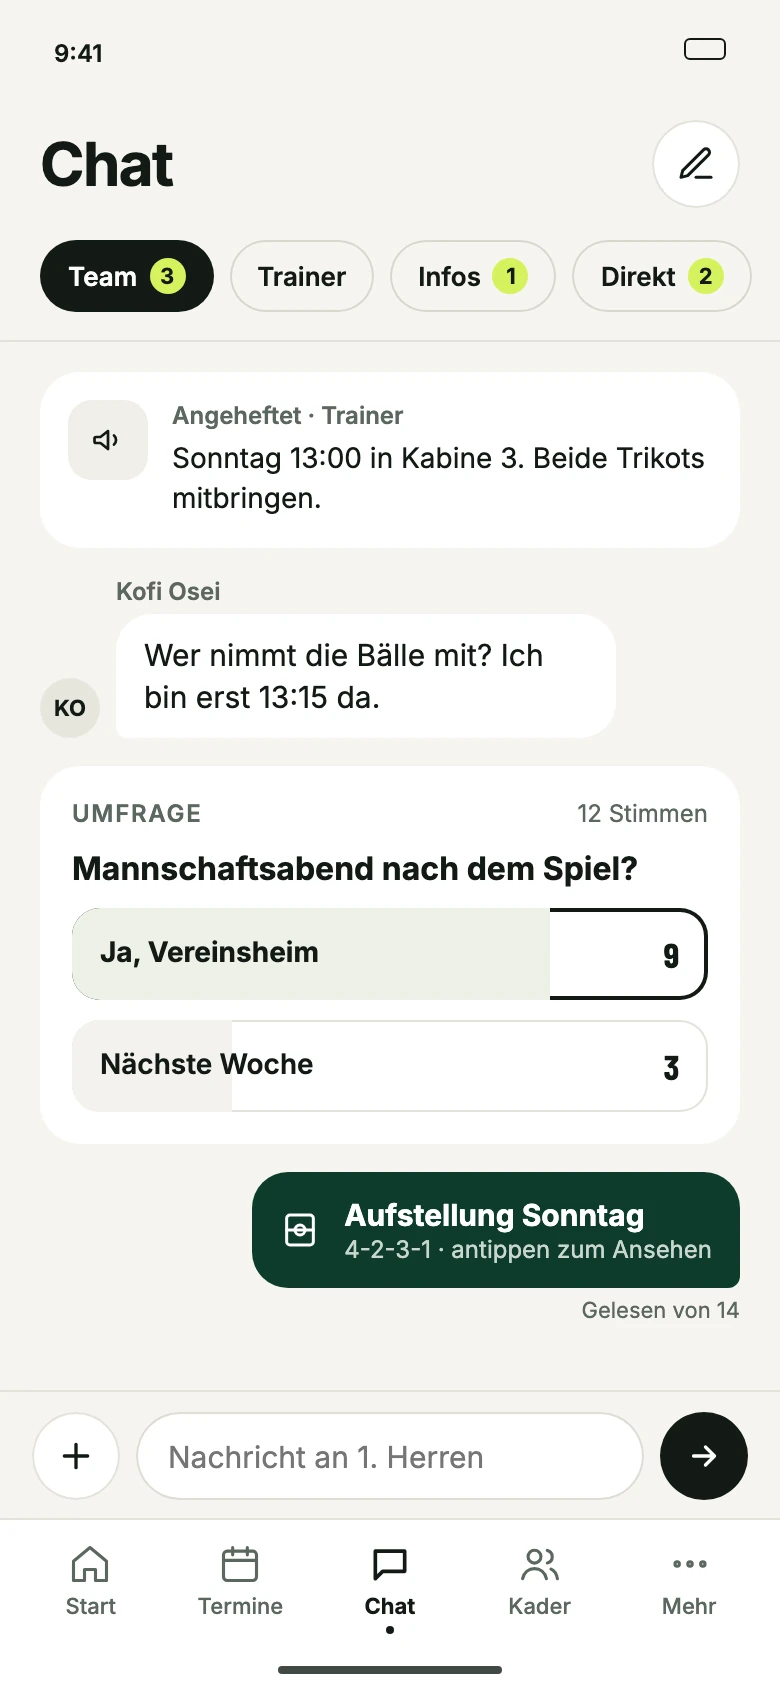 9:41
Chat
Team 3 Trainer Infos 1 Direkt 2
Angeheftet · Trainer
Sonntag 13:00 in Kabine 3. Beide Trikots
mitbringen.
Kofi Osei
Wer nimmt die Bälle mit? Ich
bin erst 13:15 da.
KO
UMFRAGE 12 Stimmen
Mannschaftsabend nach dem Spiel?
Ja, Vereinsheim 9
Nächste Woche 3
Aufstellung Sonntag
4-2-3-1 · antippen zum Ansehen
Gelesen von 14
Nachricht an 1. Herren
Start Termine Chat Kader Mehr